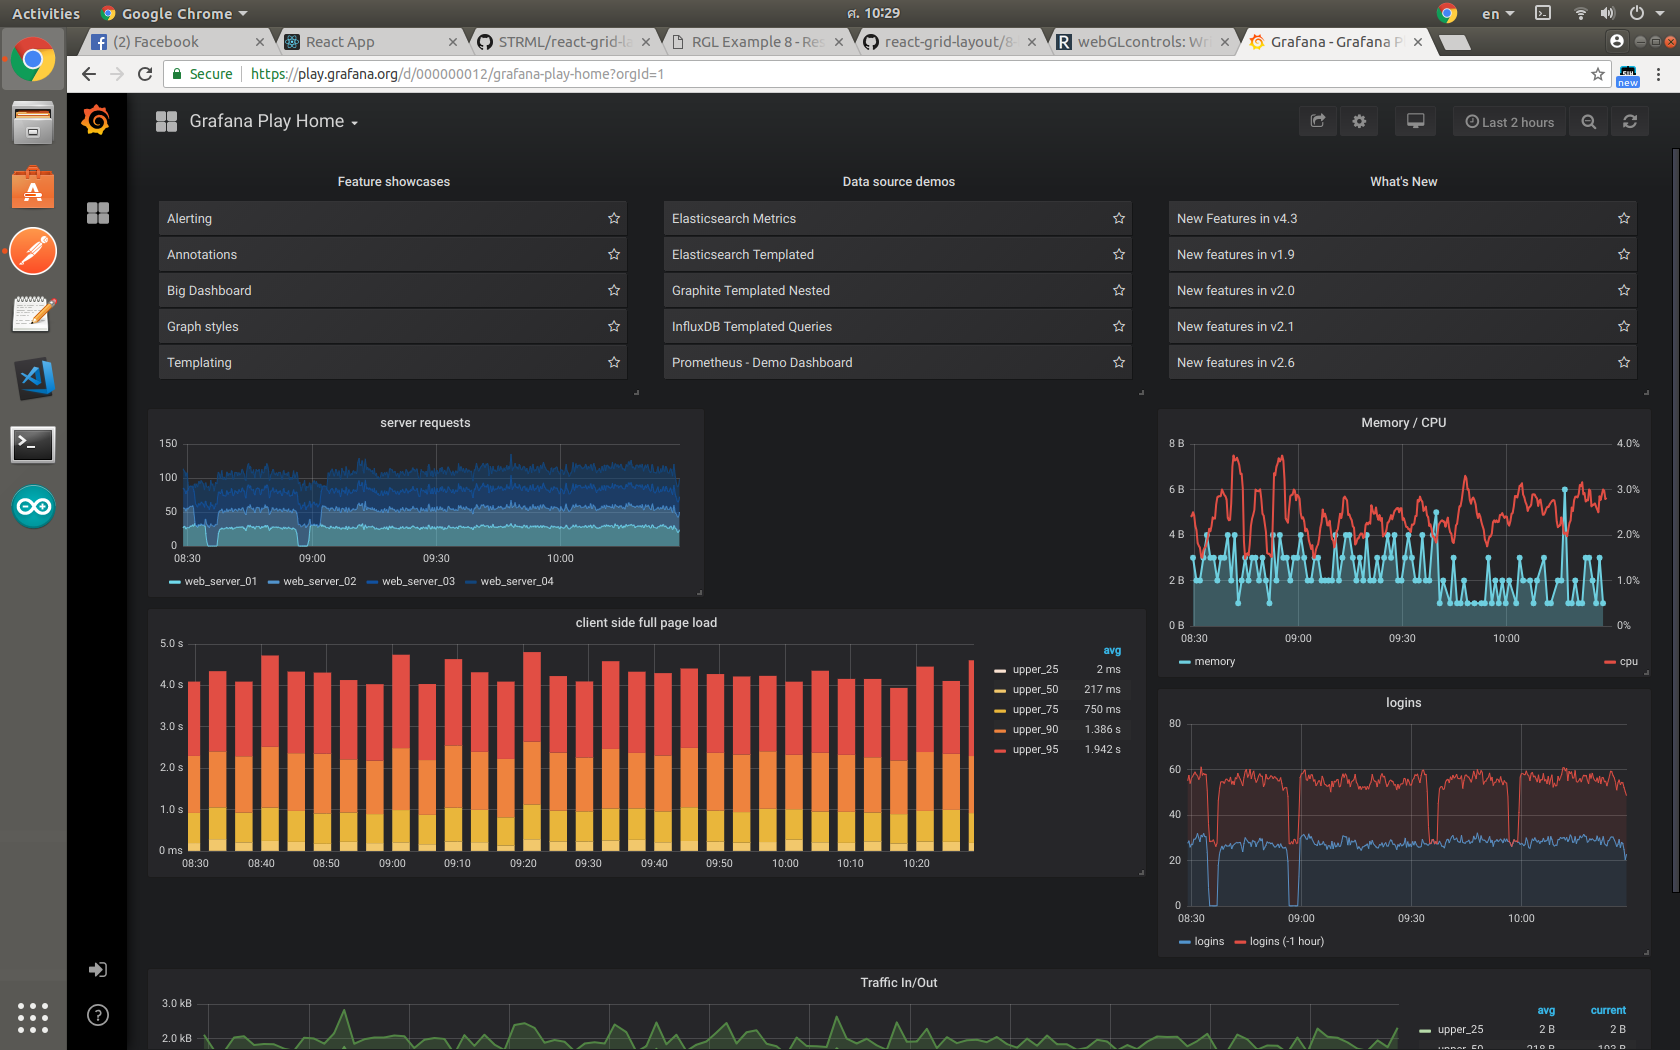 Activities Google Chrome ศ. 10:29 en
(2) Facebook React App STRML/react-grid-la RGL Example 8 - Res react-grid-layout/8- webGLcontrols: Wri Grafana - Grafana P
Secure https://play.grafana.org/d/000000012/grafana-play-home?orgId=1 new
Grafana Play Home Last 2 hours
Feature showcases
Alerting
Annotations
Big Dashboard
Graph styles
Templating
Data source demos
Elasticsearch Metrics
Elasticsearch Templated
Graphite Templated Nested
InfluxDB Templated Queries
Prometheus - Demo Dashboard
What's New
New Features in v4.3
New features in v1.9
New features in v2.0
New features in v2.1
New features in v2.6
server requests
150
100
50
0
08:30 09:00 09:30 10:00
web_server_01 web_server_02 web_server_03 web_server_04
Memory / CPU
8 B 4.0%
6 B 3.0%
4 B 2.0%
2 B 1.0%
0 B 0%
08:30 09:00 09:30 10:00
memory cpu
client side full page load
5.0 s
4.0 s
3.0 s
2.0 s
1.0 s
0 ms
08:30 08:40 08:50 09:00 09:10 09:20 09:30 09:40 09:50 10:00 10:10 10:20
avg
upper_25 2 ms
upper_50 217 ms
upper_75 750 ms
upper_90 1.386 s
upper_95 1.942 s
logins
80
60
40
20
0
08:30 09:00 09:30 10:00
logins logins (-1 hour)
Traffic In/Out
3.0 kB
2.0 kB
avg current
upper_25 2 B 2 B